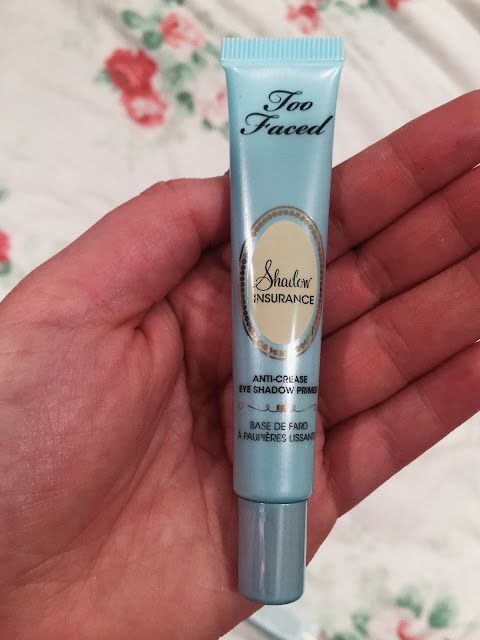 Too
Faced
Shadow
INSURANCE
ANTI-CREASE
EYE SHADOW PRIMER
BASE DE FARD
À PAUPIÈRES LISSANTE